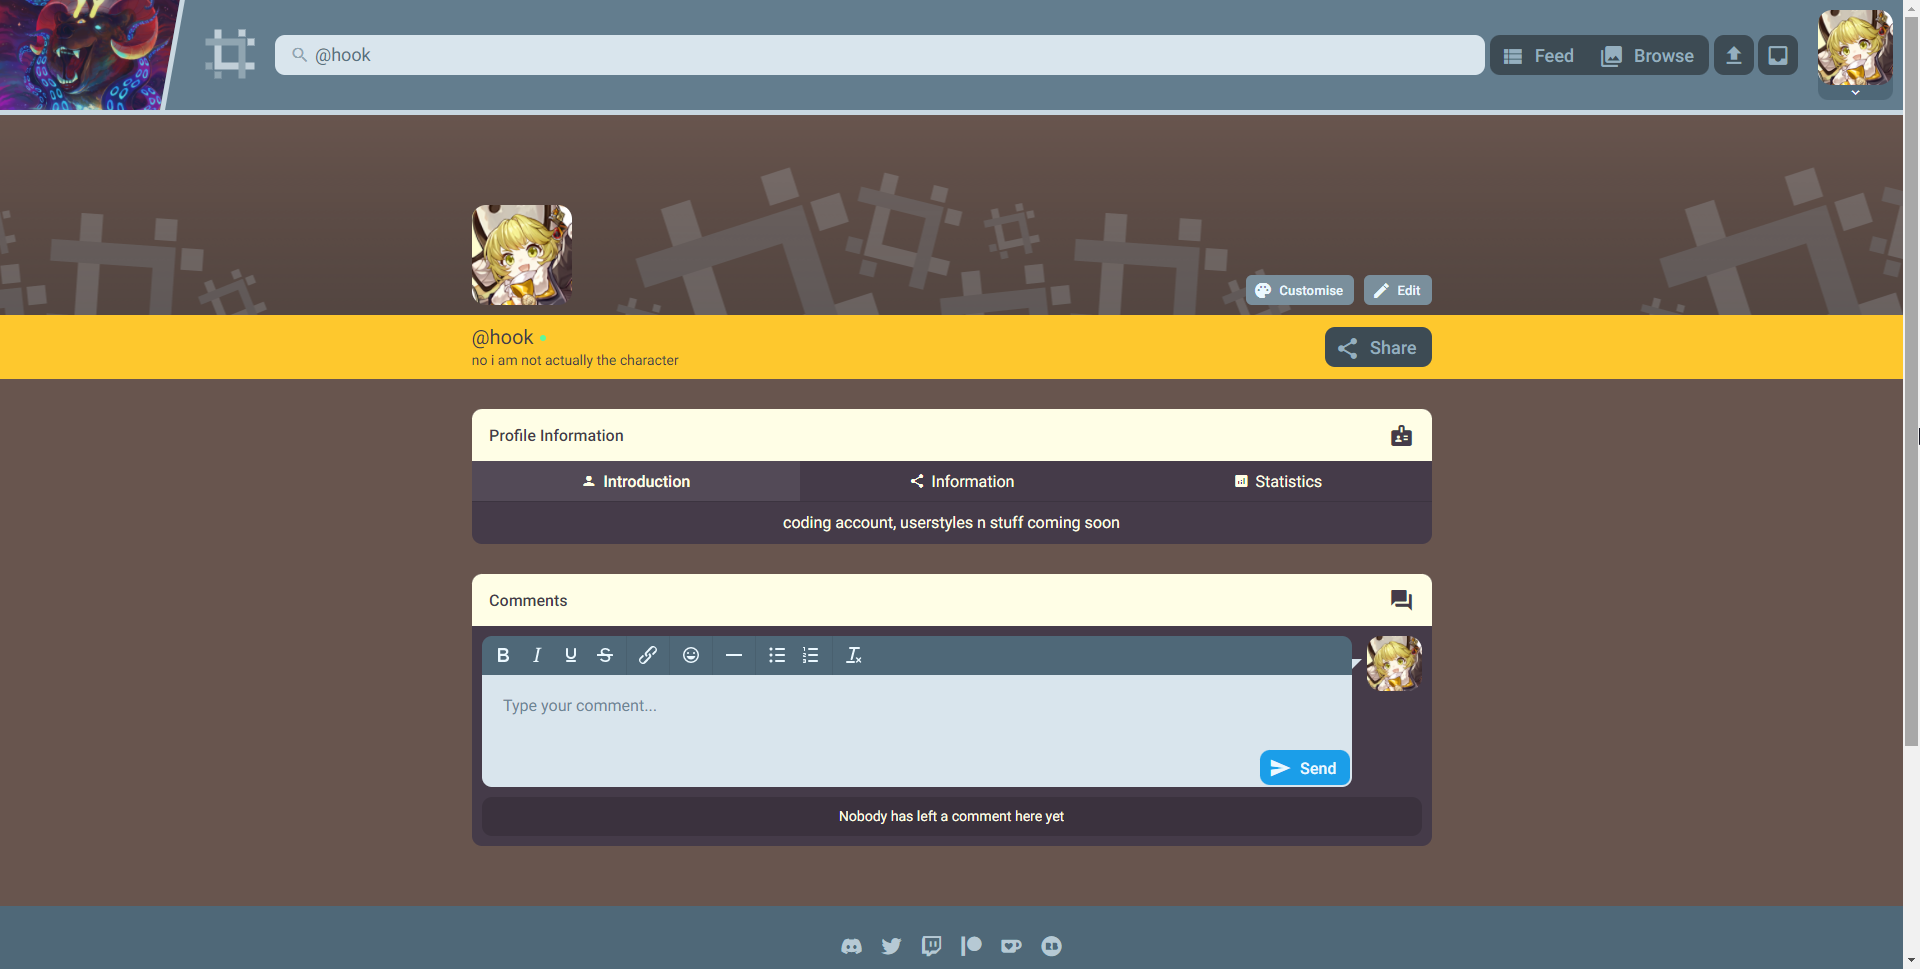 @hook
Feed
Browse
Customise
Edit
@hook
no i am not actually the character
Share
Profile Information
Introduction
Information
Statistics
coding account, userstyles n stuff coming soon
Comments
Type your comment...
Send
Nobody has left a comment here yet